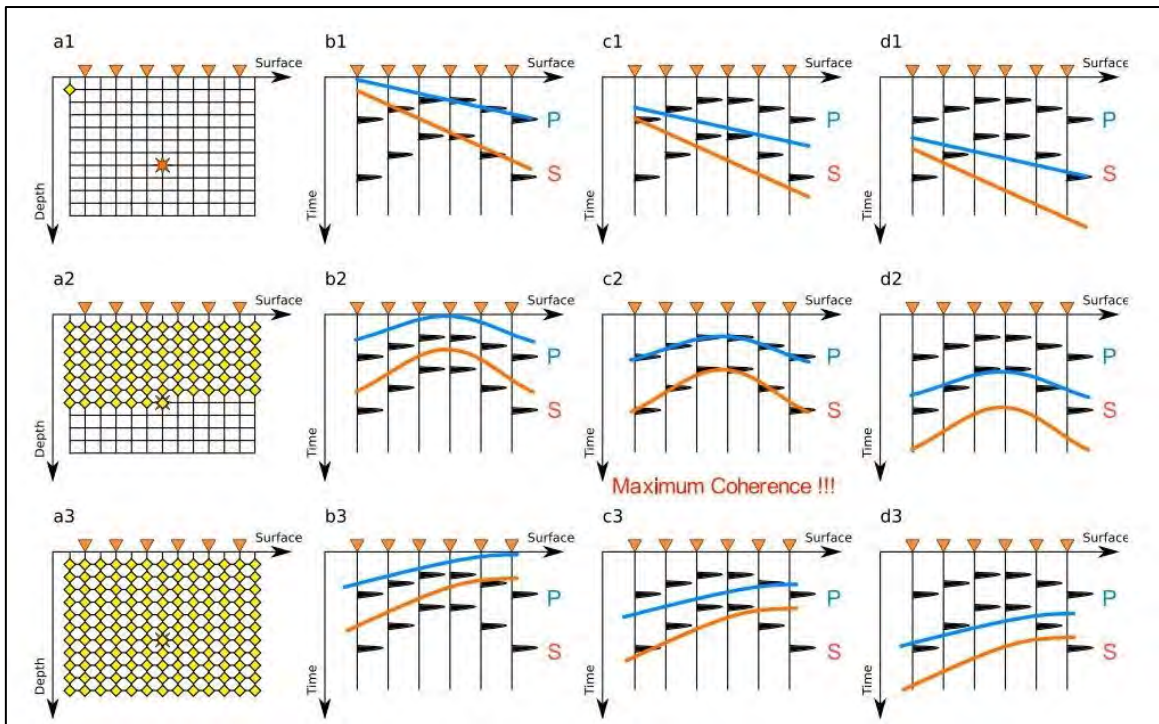 a1
Surface
Depth
b1
Surface
Time
P
S
c1
Surface
Time
P
S
d1
Surface
Time
P
S
a2
Surface
Depth
b2
Surface
Time
P
S
c2
Surface
Time
P
S
Maximum Coherence !!!
d2
Surface
Time
P
S
a3
Surface
Depth
b3
Surface
Time
P
S
c3
Surface
Time
P
S
d3
Surface
Time
P
S